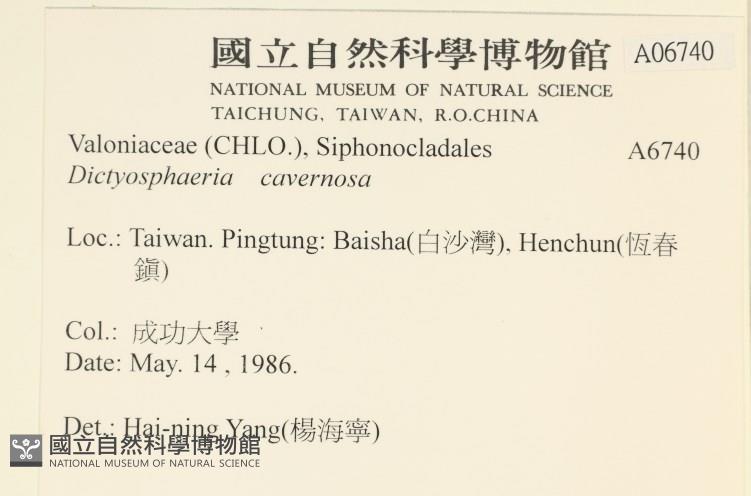 國立自然科學博物館 A06740
NATIONAL MUSEUM OF NATURAL SCIENCE
TAICHUNG, TAIWAN, R.O.CHINA
Valoniaceae (CHLO.), Siphonocladales A6740
Dictyosphaeria cavernosa
Loc.: Taiwan. Pingtung: Baisha(白沙灣), Henchun(恆春
鎮)
Col.: 成功大學
Date: May. 14 , 1986.
Det.: Hai-ning Yang(楊海寧)
國立自然科學博物館
NATIONAL MUSEUM OF NATURAL SCIENCE